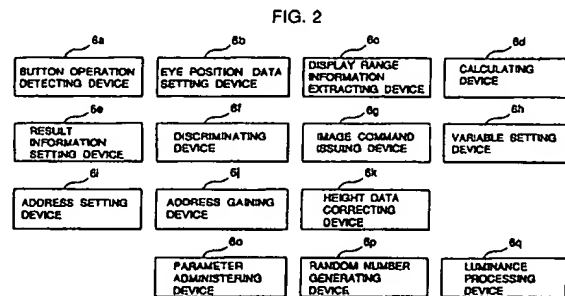 FIG. 2
6a
6b
6c
6d
BUTTON OPERATION
DETECTING DEVICE
EYE POSITION DATA
SETTING DEVICE
DISPLAY RANGE
INFORMATION
EXTRACTING DEVICE
CALCULATING
DEVICE
6e
6f
6g
6h
RESULT
INFORMATION
SETTING DEVICE
DISCRIMINATING
DEVICE
IMAGE COMMAND
ISSUING DEVICE
VARIABLE SETTING
DEVICE
6i
6j
6k
ADDRESS SETTING
DEVICE
ADDRESS GAINING
DEVICE
HEIGHT DATA
CORRECTING
DEVICE
6o
6p
6q
PARAMETER
ADMINISTERING
DEVICE
RANDOM NUMBER
GENERATING
DEVICE
LUMINANCE
PROCESSING
DEVICE